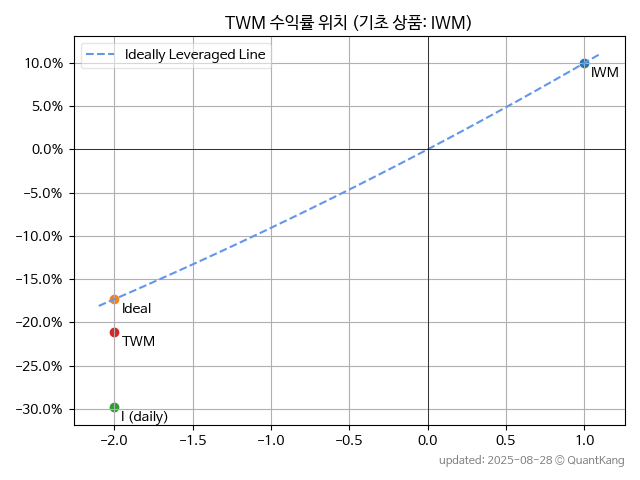 TWM 수익률 위치 (기초 상품: IWM)
Ideally Leveraged Line
10.0%
5.0%
0.0%
−5.0%
−10.0%
−15.0%
−20.0%
−25.0%
−30.0%
IWM
Ideal
TWM
I (daily)
−2.0 −1.5 −1.0 −0.5 0.0 0.5 1.0
updated: 2025-08-28 © QuantKang